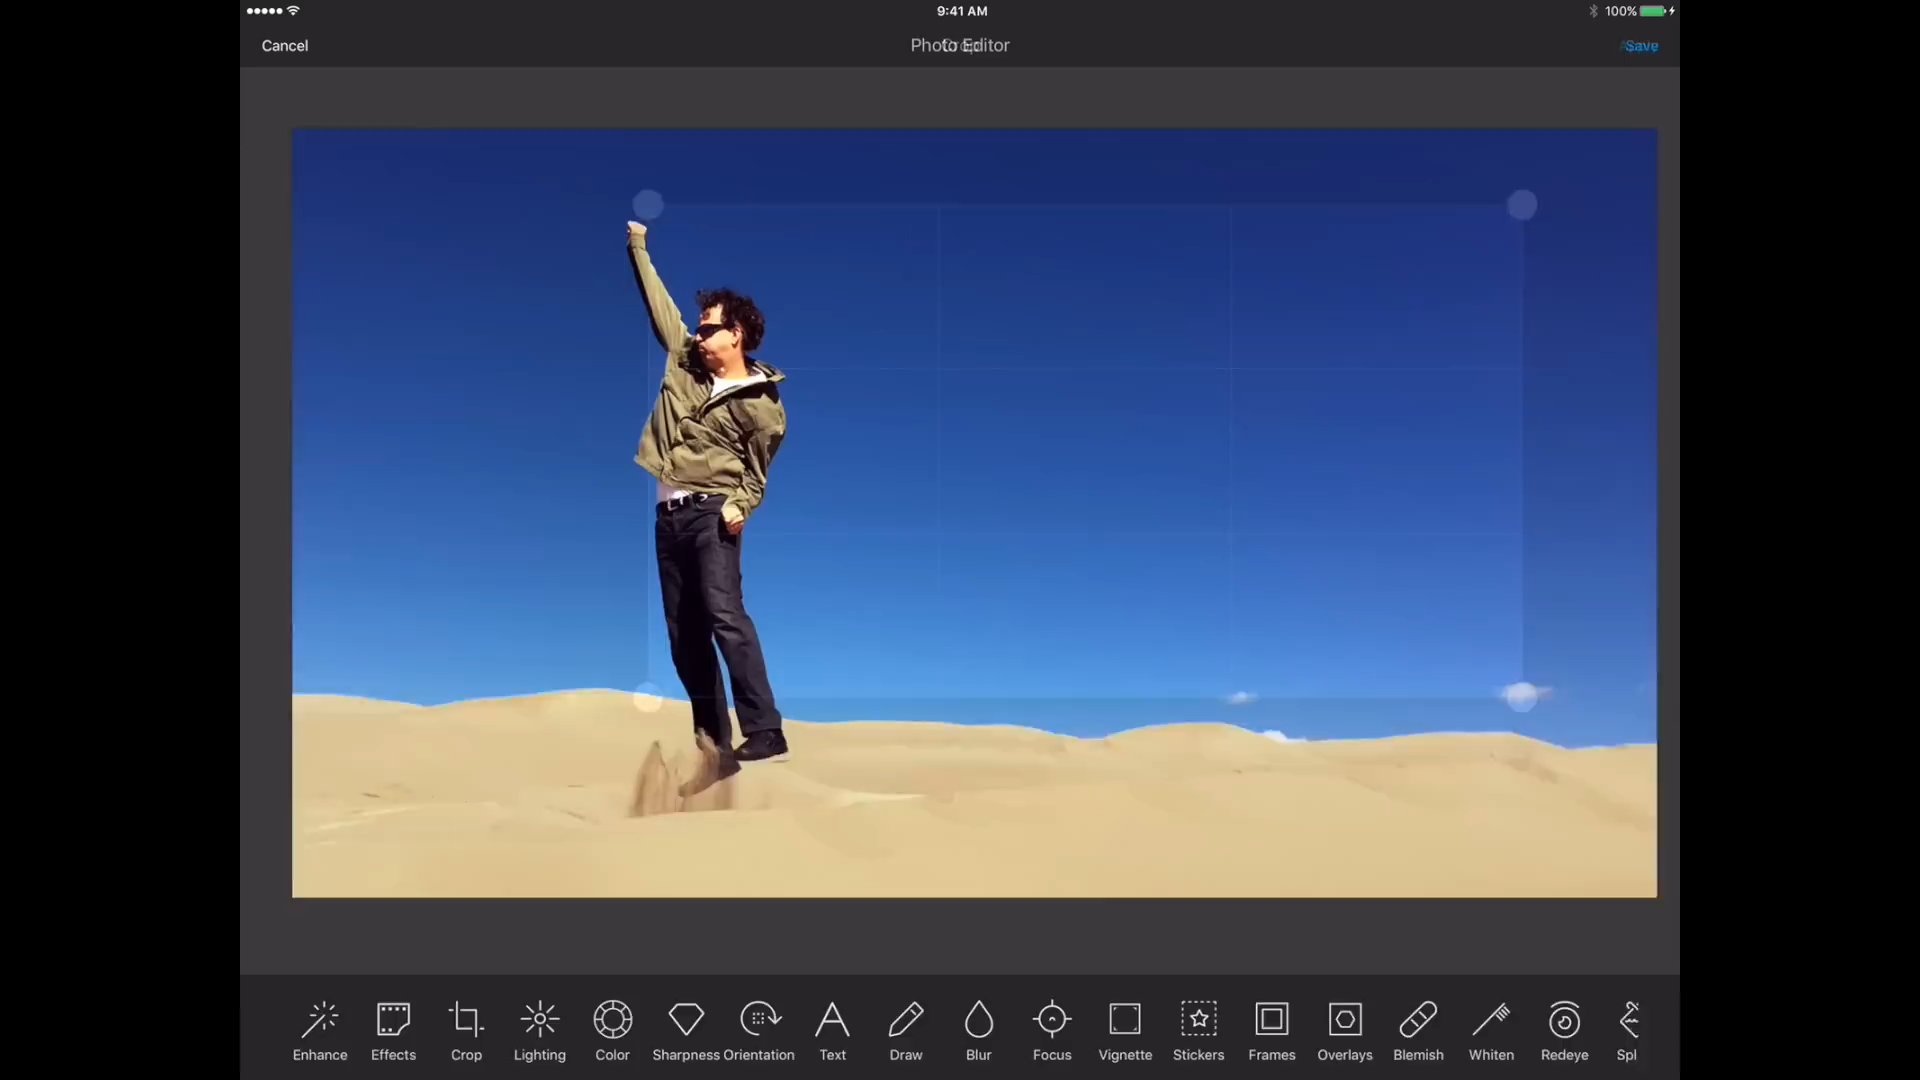 9:41 AM
100%
Cancel
Photo Editor
Save
Enhance
Effects
Crop
Lighting
Color
Sharpness
Orientation
Text
Draw
Blur
Focus
Vignette
Stickers
Frames
Overlays
Blemish
Whiten
Redeye
Spl